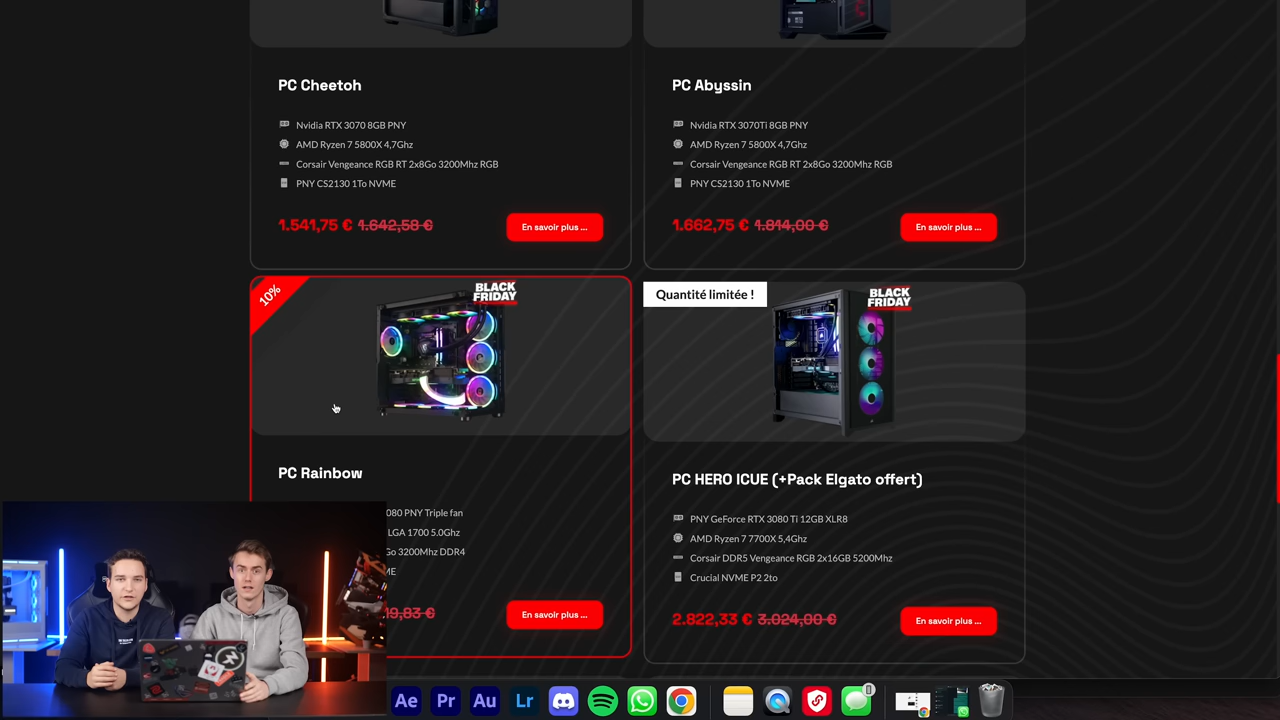 PC Cheetoh
Nvidia RTX 3070 8GB PNY
AMD Ryzen 7 5800X 4,7Ghz
Corsair Vengeance RGB RT 2x8Go 3200Mhz RGB
PNY CS2130 1To NVME
1.541,75 € 1.642,58 €
En savoir plus ...
PC Abyssin
Nvidia RTX 3070Ti 8GB PNY
AMD Ryzen 7 5800X 4,7Ghz
Corsair Vengeance RGB RT 2x8Go 3200Mhz RGB
PNY CS2130 1To NVME
1.662,75 € 1.814,00 €
En savoir plus ...
10%
BLACK
FRIDAY
PC Rainbow
080 PNY Triple fan
LGA 1700 5.0Ghz
Go 3200Mhz DDR4
ME
19,83 €
En savoir plus ...
Quantité limitée !
BLACK
FRIDAY
PC HERO ICUE (+Pack Elgato offert)
PNY GeForce RTX 3080 Ti 12GB XLR8
AMD Ryzen 7 7700X 5,4Ghz
Corsair DDR5 Vengeance RGB 2x16GB 5200Mhz
Crucial NVME P2 2to
2.822,33 € 3.024,00 €
En savoir plus ...
Ae Pr Au Lr